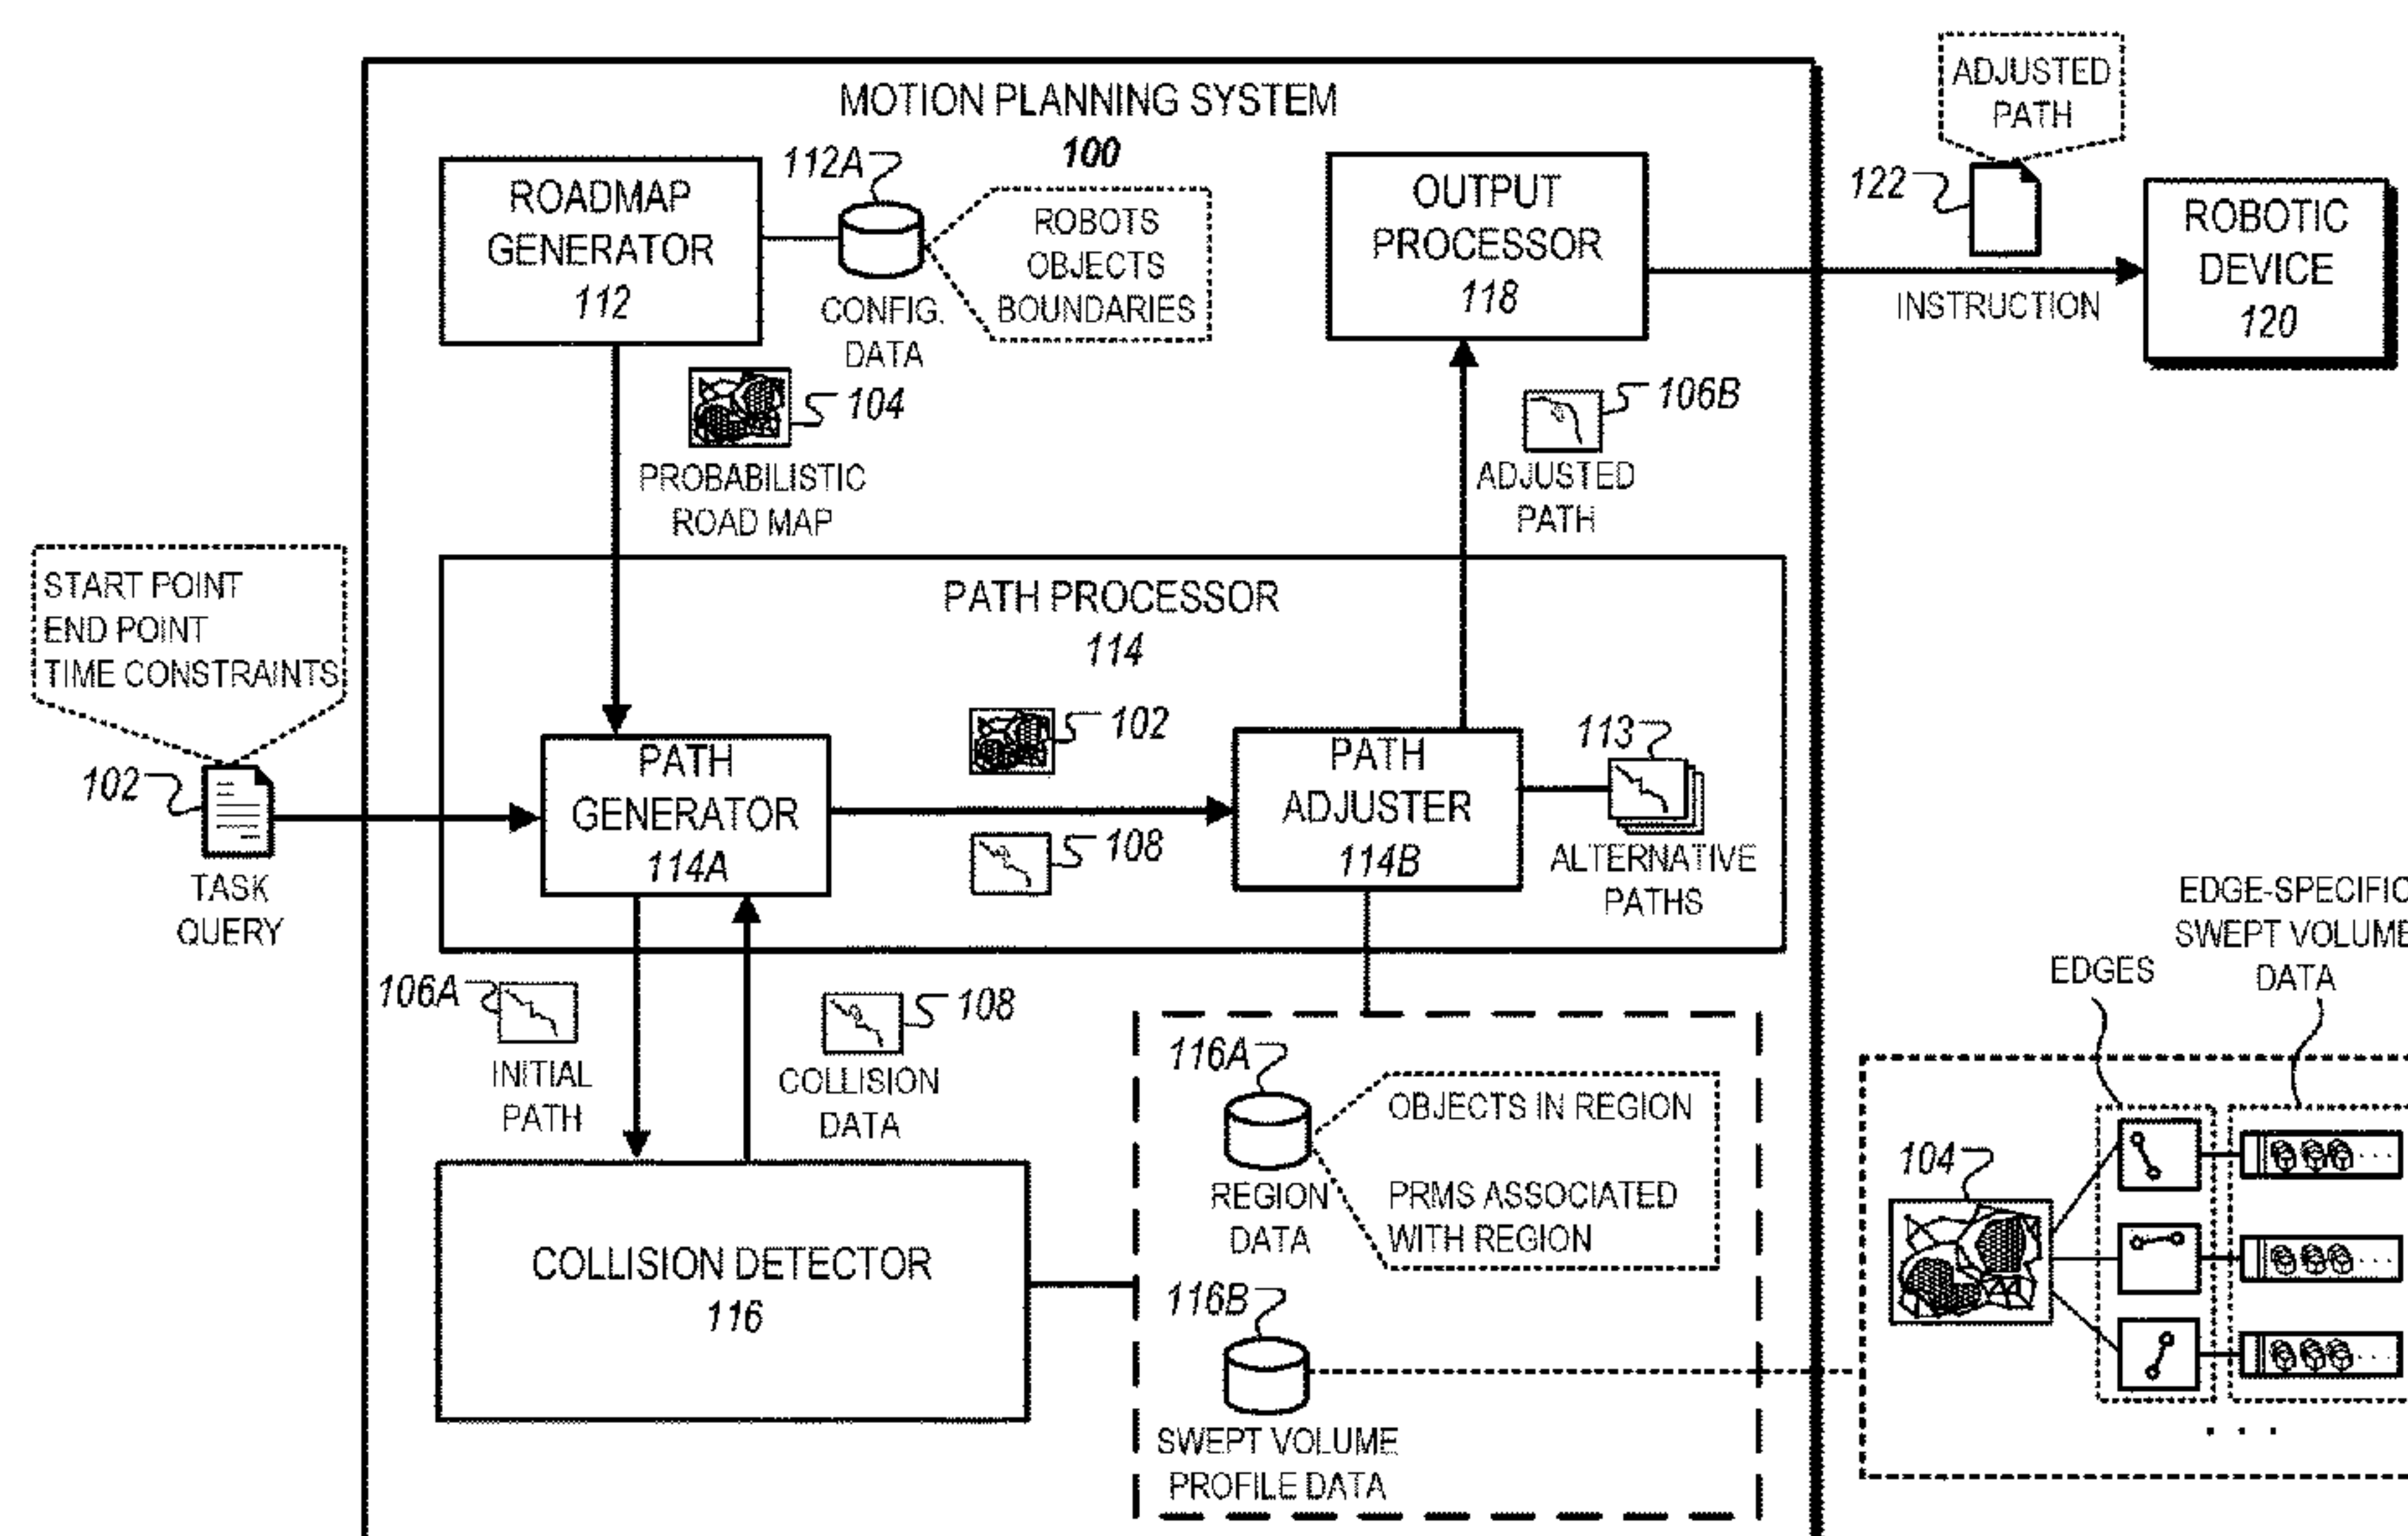 MOTION PLANNING SYSTEM
100
ROADMAP
GENERATOR
112
112A
CONFIG.
DATA
ROBOTS
OBJECTS
BOUNDARIES
OUTPUT
PROCESSOR
118
ADJUSTED
PATH
122
INSTRUCTION
ROBOTIC
DEVICE
120
104
PROBABILISTIC
ROAD MAP
106B
ADJUSTED
PATH
START POINT
END POINT
TIME CONSTRAINTS
102
TASK
QUERY
PATH PROCESSOR
114
PATH
GENERATOR
114A
102
108
PATH
ADJUSTER
114B
113
ALTERNATIVE
PATHS
106A
INITIAL
PATH
108
COLLISION
DATA
COLLISION DETECTOR
116
116A
REGION
DATA
OBJECTS IN REGION
PRMS ASSOCIATED
WITH REGION
116B
SWEPT VOLUME
PROFILE DATA
EDGES
EDGE-SPECIFIC
SWEPT VOLUME
DATA
104